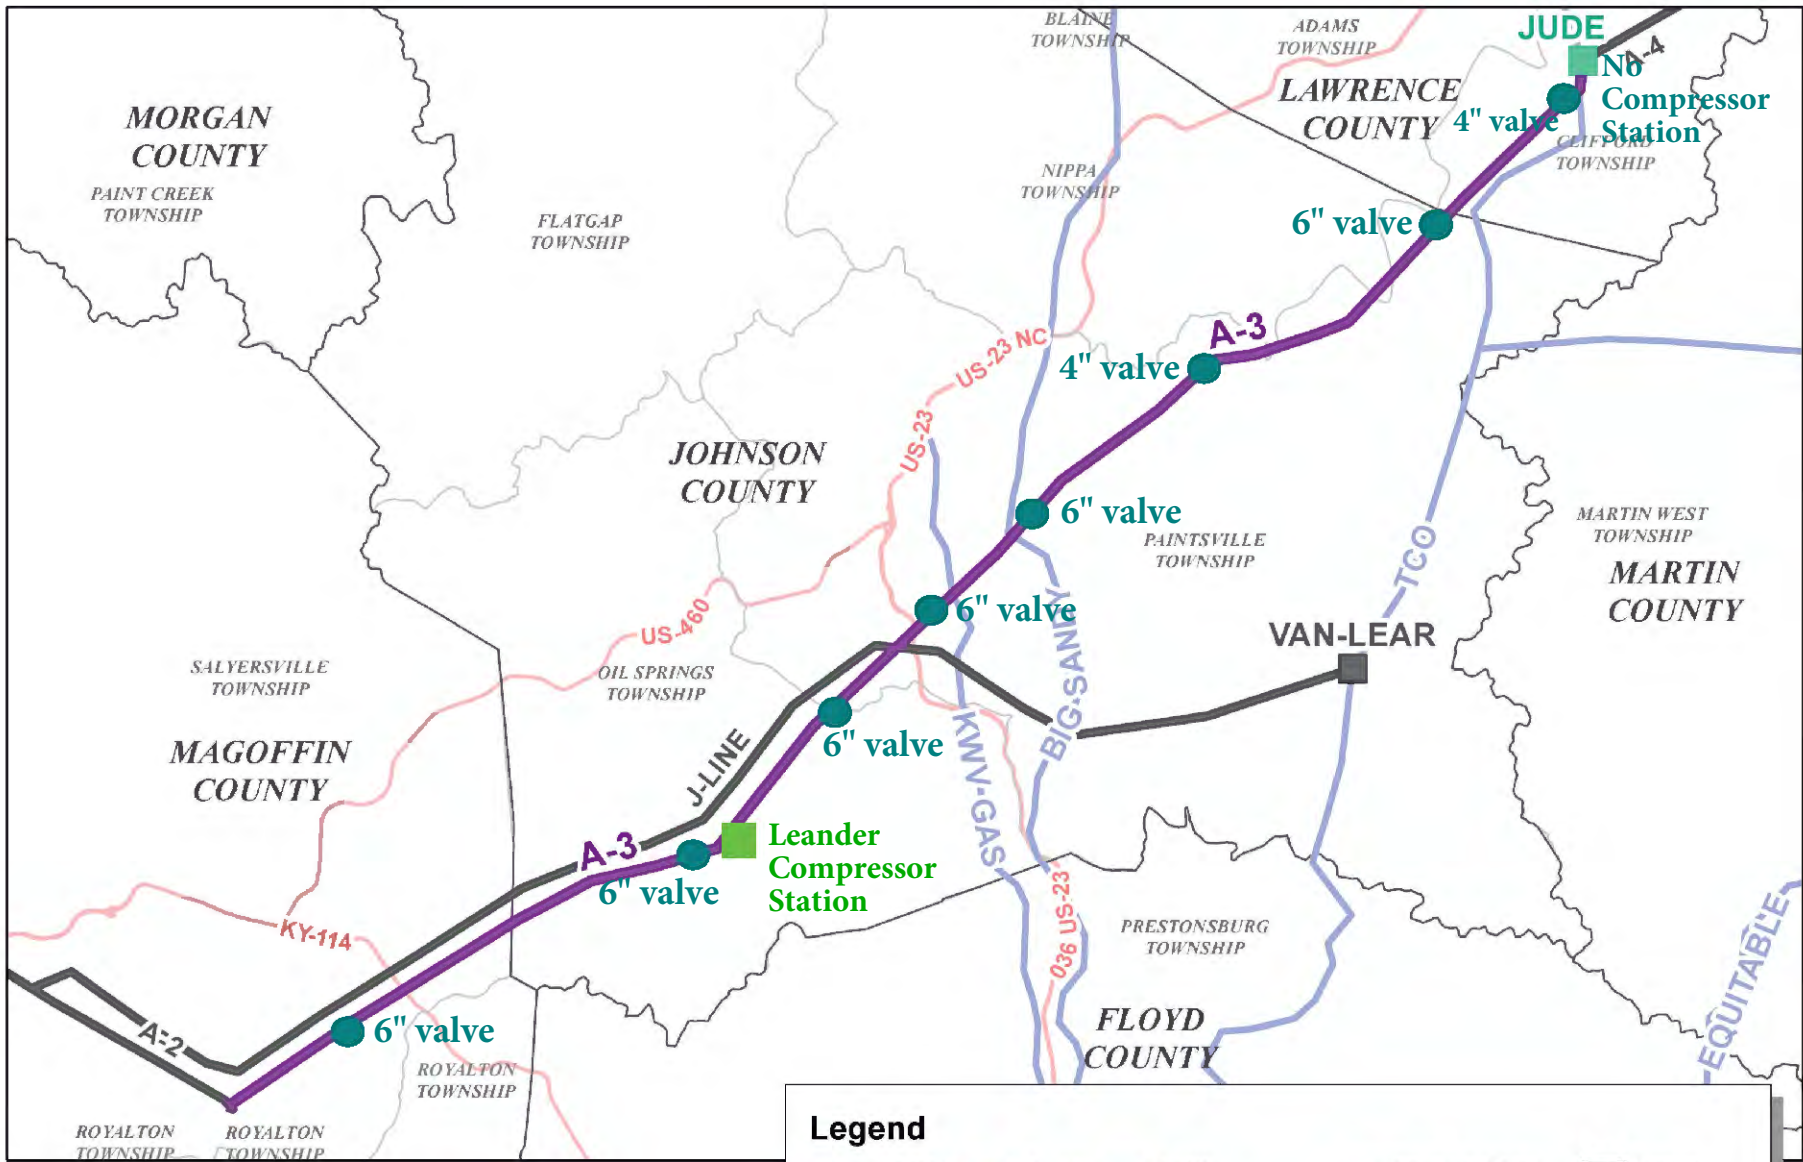 BLAINE
TOWNSHIP
ADAMS
TOWNSHIP
JUDE
A-4
No
Compressor
Station
LAWRENCE
COUNTY
4" valve
CLIFFORD
TOWNSHIP
MORGAN
COUNTY
PAINT CREEK
TOWNSHIP
FLATGAP
TOWNSHIP
NIPPA
TOWNSHIP
6" valve
US-23 NC
A-3
4" valve
US-23
JOHNSON
COUNTY
6" valve
PAINTSVILLE
TOWNSHIP
MARTIN WEST
TOWNSHIP
MARTIN
COUNTY
TCO
6" valve
US-460
VAN-LEAR
SALYERSVILLE
TOWNSHIP
OIL SPRINGS
TOWNSHIP
BIG-SANDY
MAGOFFIN
COUNTY
J-LINE
6" valve
KWV-GAS
A-3
Leander
Compressor
Station
6" valve
KY-114
036 US-23
PRESTONSBURG
TOWNSHIP
EQUITABLE
A-2
6" valve
FLOYD
COUNTY
ROYALTON
TOWNSHIP
Legend
ROYALTON
TOWNSHIP
ROYALTON
TOWNSHIP